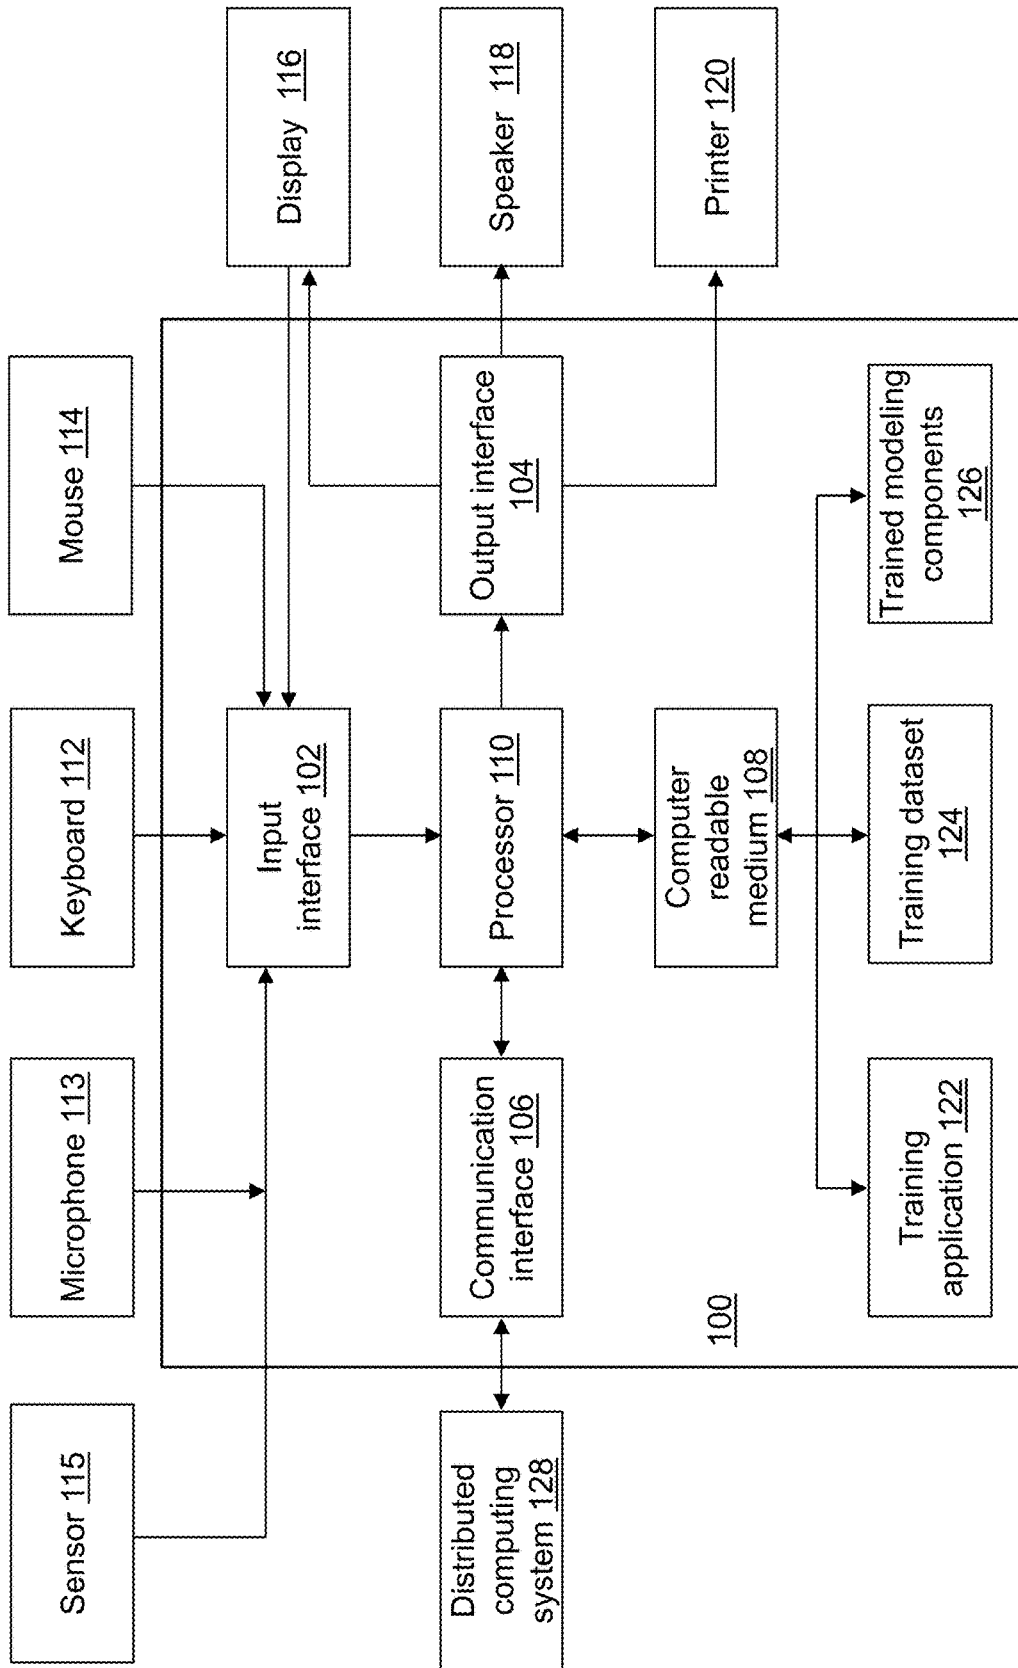 Sensor 115
Microphone 113
Keyboard 112
Mouse 114
Input
interface 102
Display 116
Distributed
computing
system 128
Communication
interface 106
Processor 110
Output interface
104
Speaker 118
Computer
readable
medium 108
Printer 120
100
Training
application 122
Training dataset
124
Trained modeling
components
126